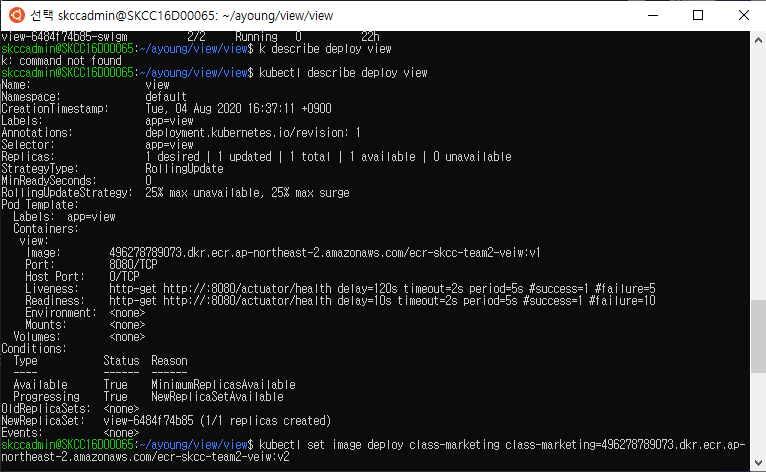 선택 skccadmin@SKCC16D00065: ~/ayoung/view/view
view-6484f74b85-swlgm          2/2     Running   0          22h
skccadmin@SKCC16D00065:~/ayoung/view/view$ k describe deploy view
k: command not found
skccadmin@SKCC16D00065:~/ayoung/view/view$ kubectl describe deploy view
Name:                   view
Namespace:              default
CreationTimestamp:      Tue, 04 Aug 2020 16:37:11 +0900
Labels:                 app=view
Annotations:            deployment.kubernetes.io/revision: 1
Selector:               app=view
Replicas:               1 desired | 1 updated | 1 total | 1 available | 0 unavailable
StrategyType:           RollingUpdate
MinReadySeconds:        0
RollingUpdateStrategy:  25% max unavailable, 25% max surge
Pod Template:
  Labels:  app=view
  Containers:
   view:
    Image:        496278789073.dkr.ecr.ap-northeast-2.amazonaws.com/ecr-skcc-team2-veiw:v1
    Port:         8080/TCP
    Host Port:    0/TCP
    Liveness:     http-get http://:8080/actuator/health delay=120s timeout=2s period=5s #success=1 #failure=5
    Readiness:    http-get http://:8080/actuator/health delay=10s timeout=2s period=5s #success=1 #failure=10
    Environment:  <none>
    Mounts:       <none>
  Volumes:        <none>
Conditions:
  Type           Status  Reason
  ----           ------  ------
  Available      True    MinimumReplicasAvailable
  Progressing    True    NewReplicaSetAvailable
OldReplicaSets:  <none>
NewReplicaSet:   view-6484f74b85 (1/1 replicas created)
Events:          <none>
skccadmin@SKCC16D00065:~/ayoung/view/view$ kubectl set image deploy class-marketing class-marketing=496278789073.dkr.ecr.ap-
northeast-2.amazonaws.com/ecr-skcc-team2-veiw:v2